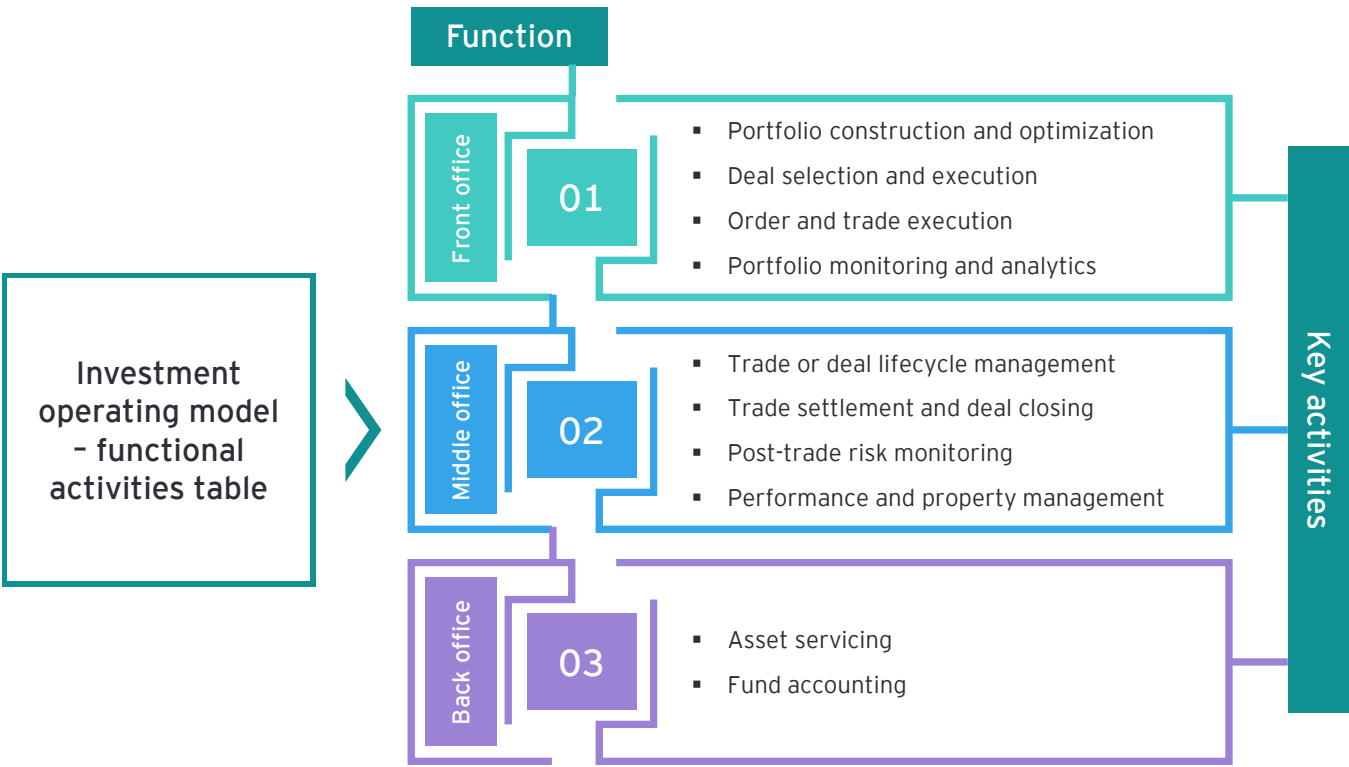 Function
Investment
operating model
– functional
activities table
Front office
01
▪ Portfolio construction and optimization
▪ Deal selection and execution
▪ Order and trade execution
▪ Portfolio monitoring and analytics
Middle office
02
▪ Trade or deal lifecycle management
▪ Trade settlement and deal closing
▪ Post-trade risk monitoring
▪ Performance and property management
Back office
03
▪ Asset servicing
▪ Fund accounting
Key activities